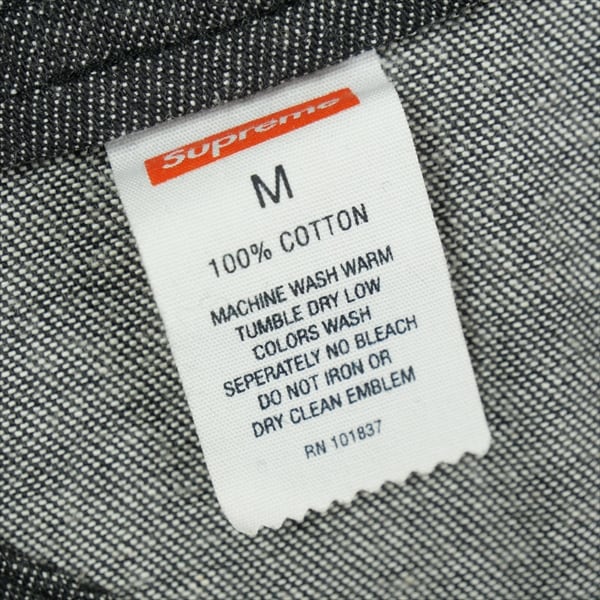 Supreme
M
100% COTTON
MACHINE WASH WARM
TUMBLE DRY LOW
COLORS WASH
SEPERATELY NO BLEACH
DO NOT IRON OR
DRY CLEAN EMBLEM
RN 101837